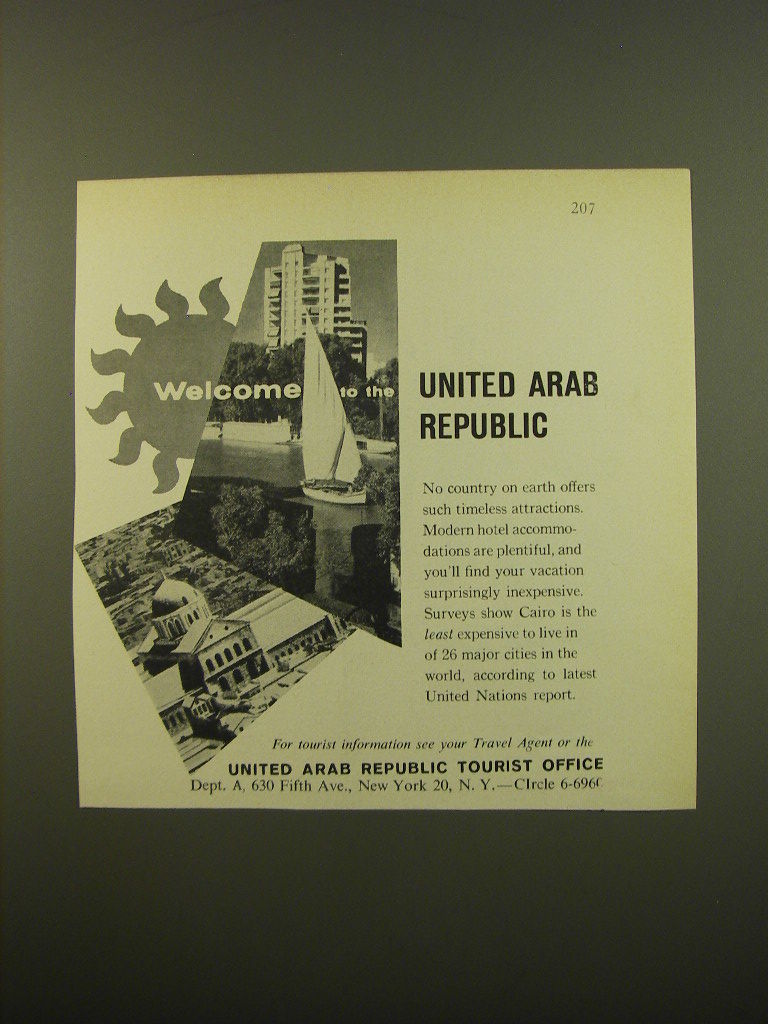 207
Welcome to the
UNITED ARAB
REPUBLIC
No country on earth offers
such timeless attractions.
Modern hotel accommo-
dations are plentiful, and
you'll find your vacation
surprisingly inexpensive.
Surveys show Cairo is the
least expensive to live in
of 26 major cities in the
world, according to latest
United Nations report.
For tourist information see your Travel Agent or the
UNITED ARAB REPUBLIC TOURIST OFFICE
Dept. A, 630 Fifth Ave., New York 20, N. Y.—CIrcle